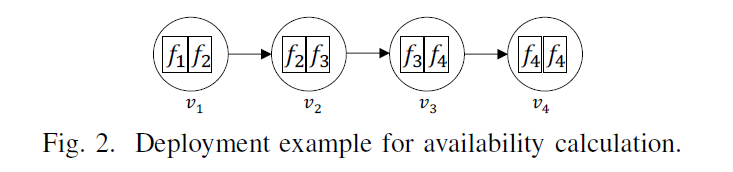 f1 f2 f2 f3 f3 f4 f4 f4
v1 v2 v3 v4
Fig. 2. Deployment example for availability calculation.